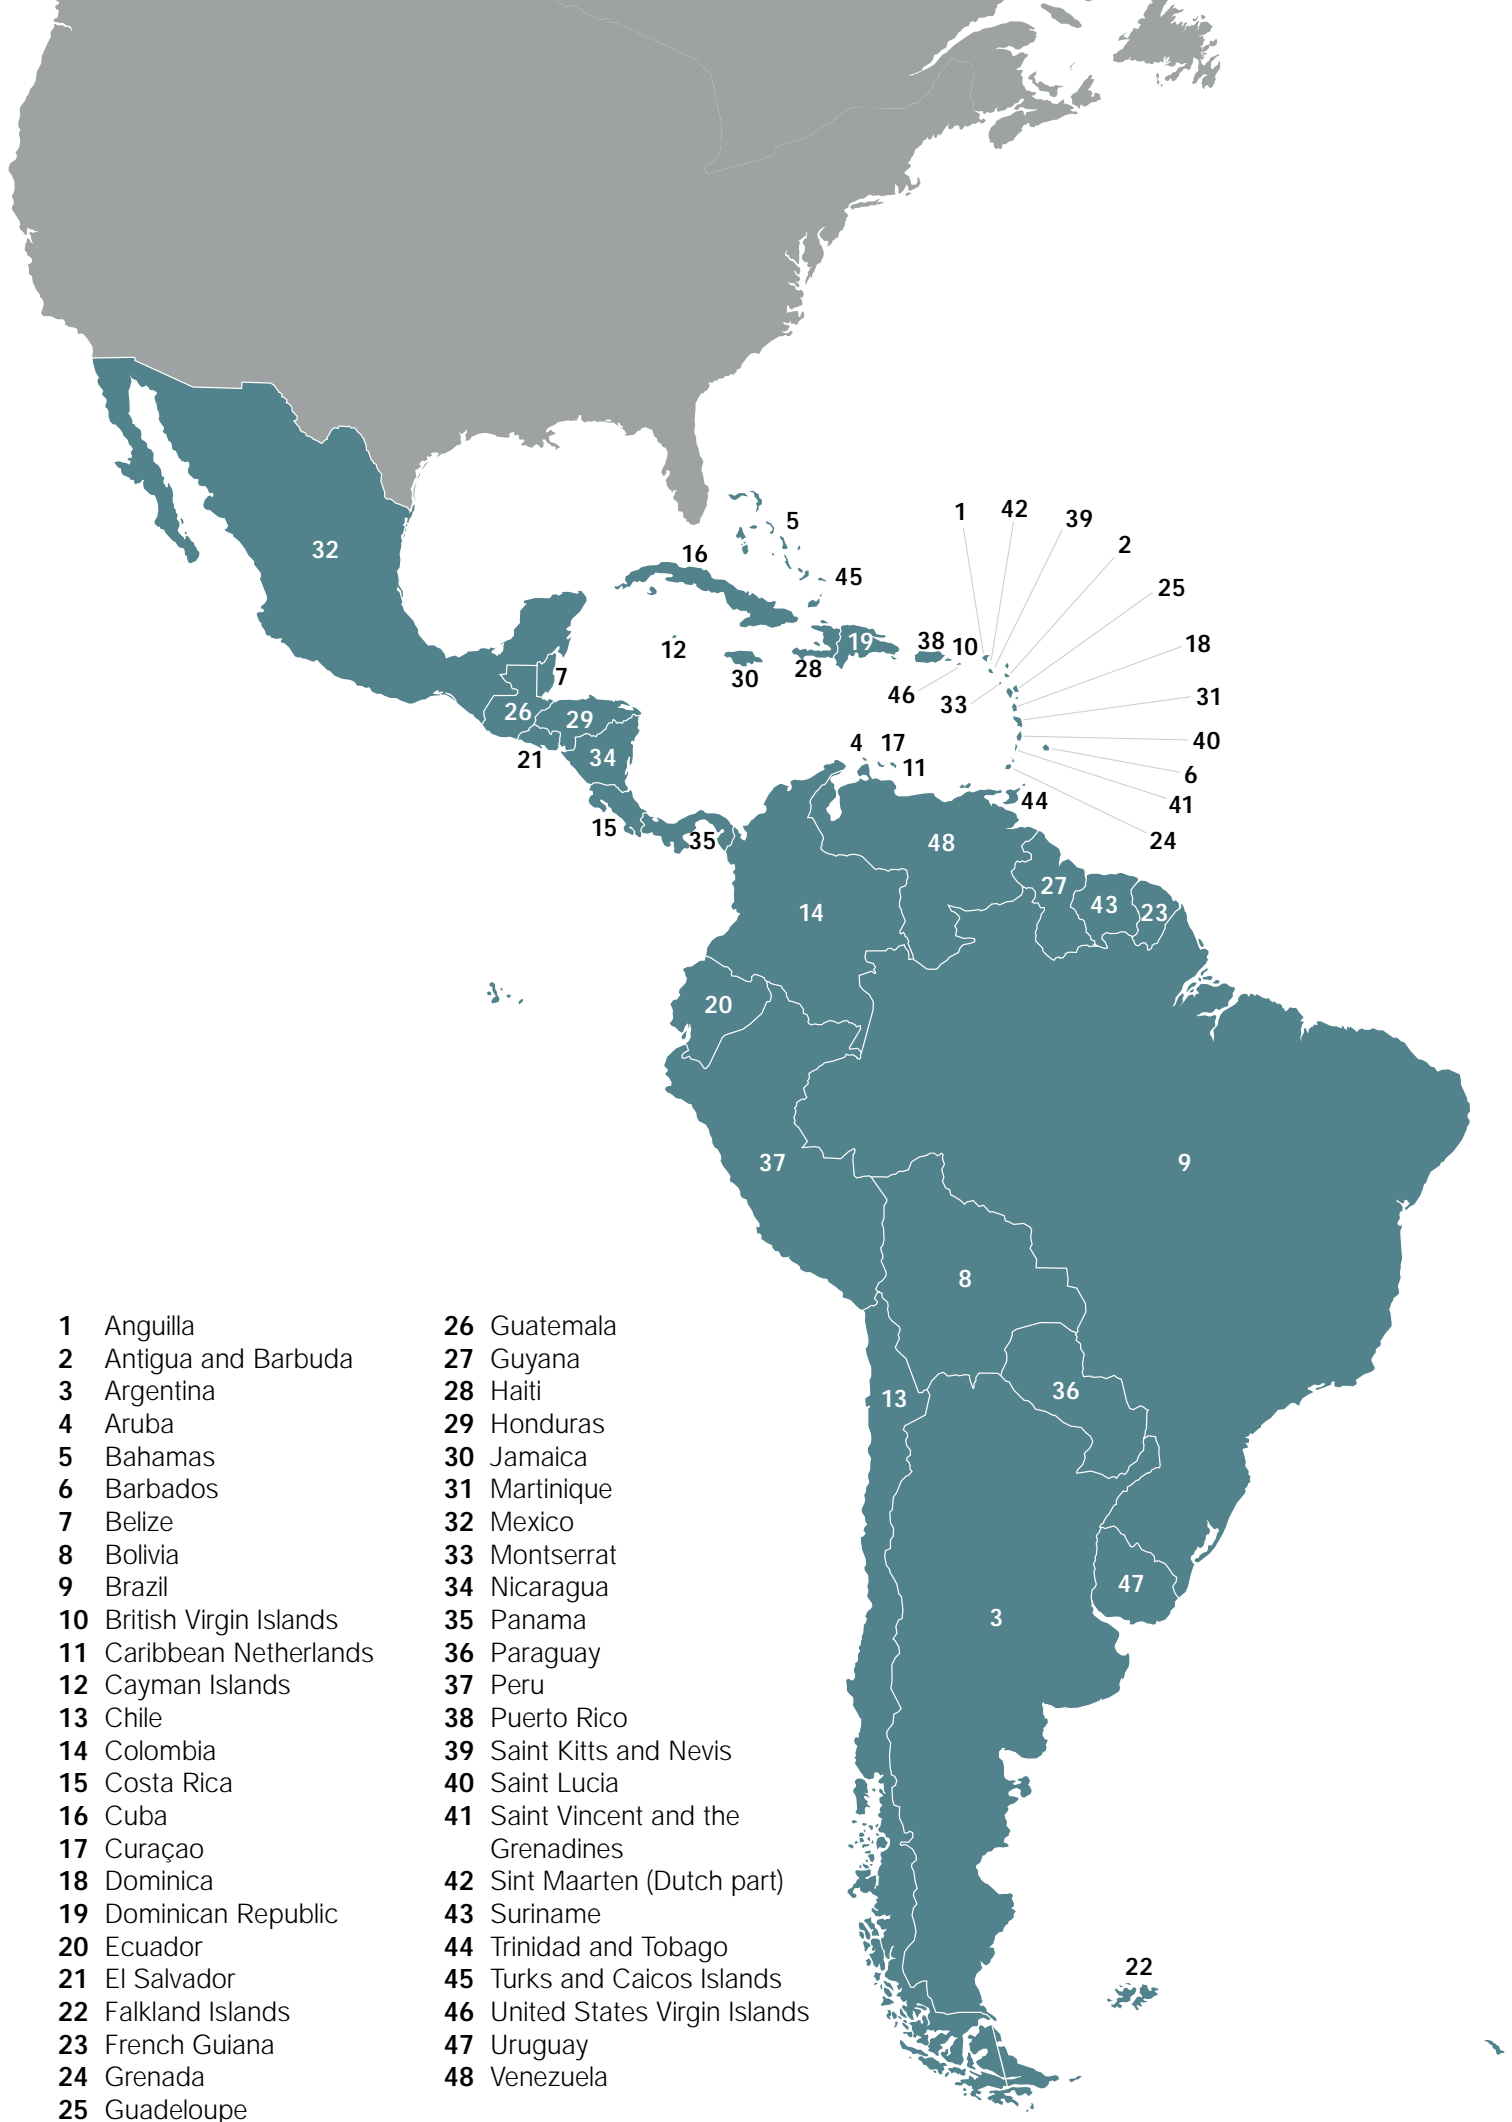 1
42
39
2
5
32
16
45
25
12
19
38
10
18
7
30
28
46
33
31
26
29
4
17
40
21
34
11
6
44
41
15
35
48
24
27
14
43
23
20
37
9
8
13
36
47
3
22
1 Anguilla
2 Antigua and Barbuda
3 Argentina
4 Aruba
5 Bahamas
6 Barbados
7 Belize
8 Bolivia
9 Brazil
10 British Virgin Islands
11 Caribbean Netherlands
12 Cayman Islands
13 Chile
14 Colombia
15 Costa Rica
16 Cuba
17 Curaçao
18 Dominica
19 Dominican Republic
20 Ecuador
21 El Salvador
22 Falkland Islands
23 French Guiana
24 Grenada
25 Guadeloupe
26 Guatemala
27 Guyana
28 Haiti
29 Honduras
30 Jamaica
31 Martinique
32 Mexico
33 Montserrat
34 Nicaragua
35 Panama
36 Paraguay
37 Peru
38 Puerto Rico
39 Saint Kitts and Nevis
40 Saint Lucia
41 Saint Vincent and the
Grenadines
42 Sint Maarten (Dutch part)
43 Suriname
44 Trinidad and Tobago
45 Turks and Caicos Islands
46 United States Virgin Islands
47 Uruguay
48 Venezuela